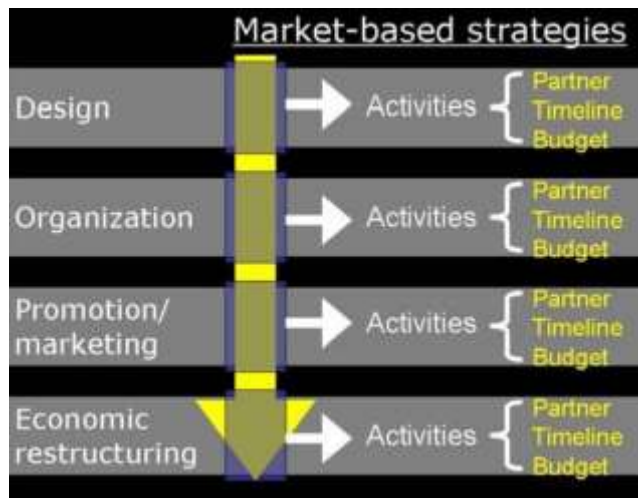 Market-based strategies
Design
Activities
Partner
Timeline
Budget
Organization
Activities
Partner
Timeline
Budget
Promotion/
marketing
Activities
Partner
Timeline
Budget
Economic
restructuring
Activities
Partner
Timeline
Budget